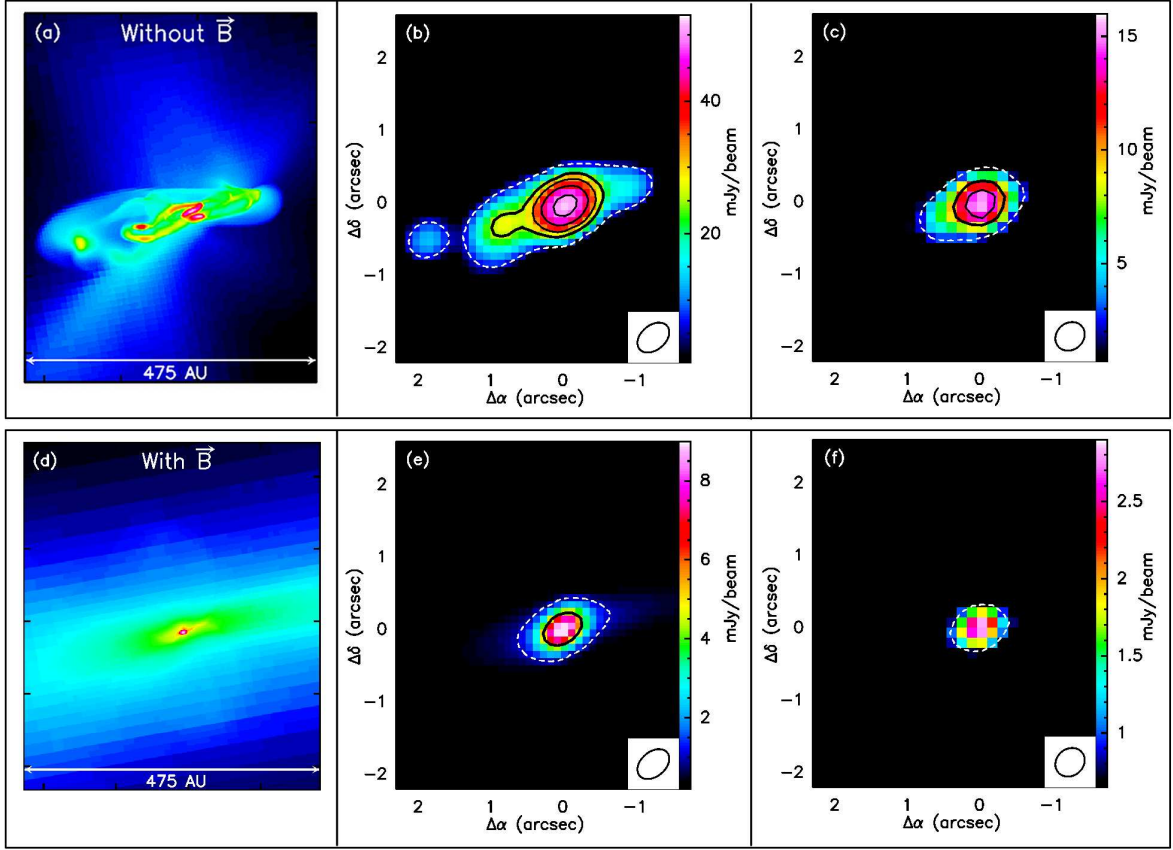 (a) Without B⃗
475 AU
(b)
2
1
0
−1
−2
Δδ (arcsec)
2 1 0 −1
Δα (arcsec)
40
20
mJy/beam
(c)
2
1
0
−1
−2
Δδ (arcsec)
2 1 0 −1
Δα (arcsec)
15
10
5
mJy/beam
(d) With B⃗
475 AU
(e)
2
1
0
−1
−2
Δδ (arcsec)
2 1 0 −1
Δα (arcsec)
8
6
4
2
mJy/beam
(f)
2
1
0
−1
−2
Δδ (arcsec)
2 1 0 −1
Δα (arcsec)
2.5
2
1.5
1
mJy/beam